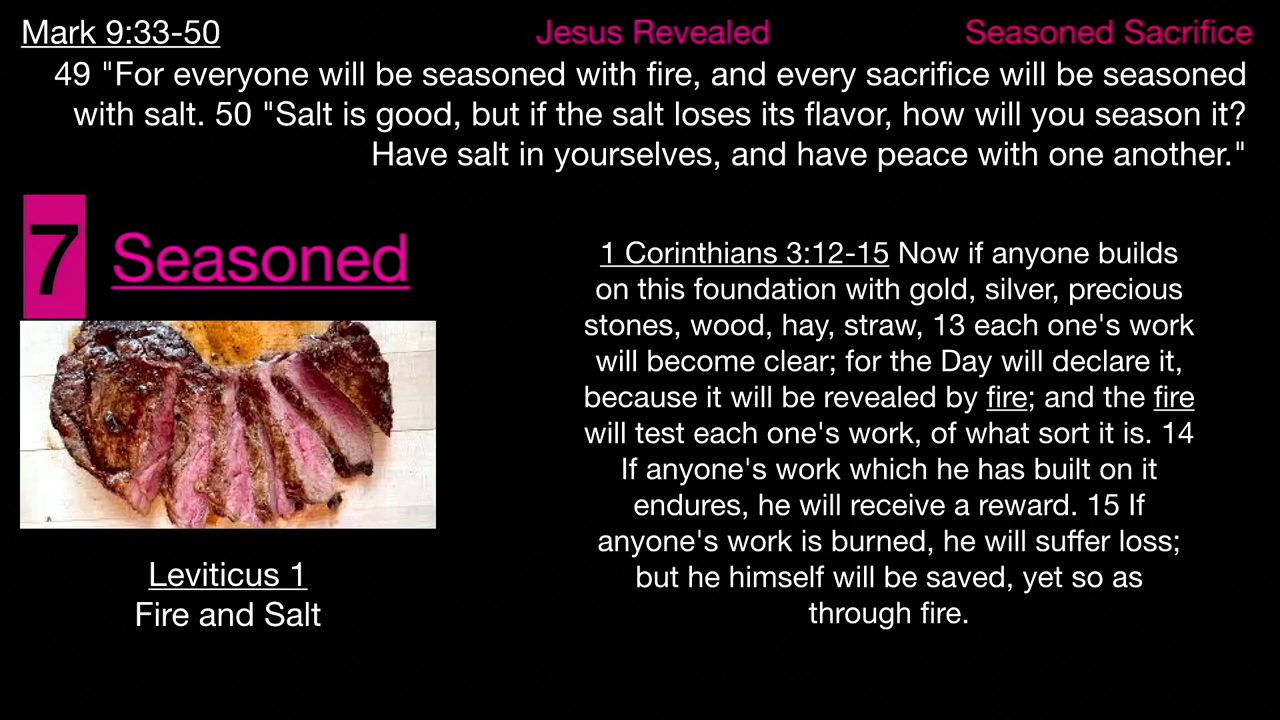 Mark 9:33-50
Jesus Revealed
Seasoned Sacrifice
49 "For everyone will be seasoned with fire, and every sacrifice will be seasoned
with salt. 50 "Salt is good, but if the salt loses its flavor, how will you season it?
Have salt in yourselves, and have peace with one another."
7 Seasoned
Leviticus 1
Fire and Salt
1 Corinthians 3:12-15 Now if anyone builds
on this foundation with gold, silver, precious
stones, wood, hay, straw, 13 each one's work
will become clear; for the Day will declare it,
because it will be revealed by fire; and the fire
will test each one's work, of what sort it is. 14
If anyone's work which he has built on it
endures, he will receive a reward. 15 If
anyone's work is burned, he will suffer loss;
but he himself will be saved, yet so as
through fire.